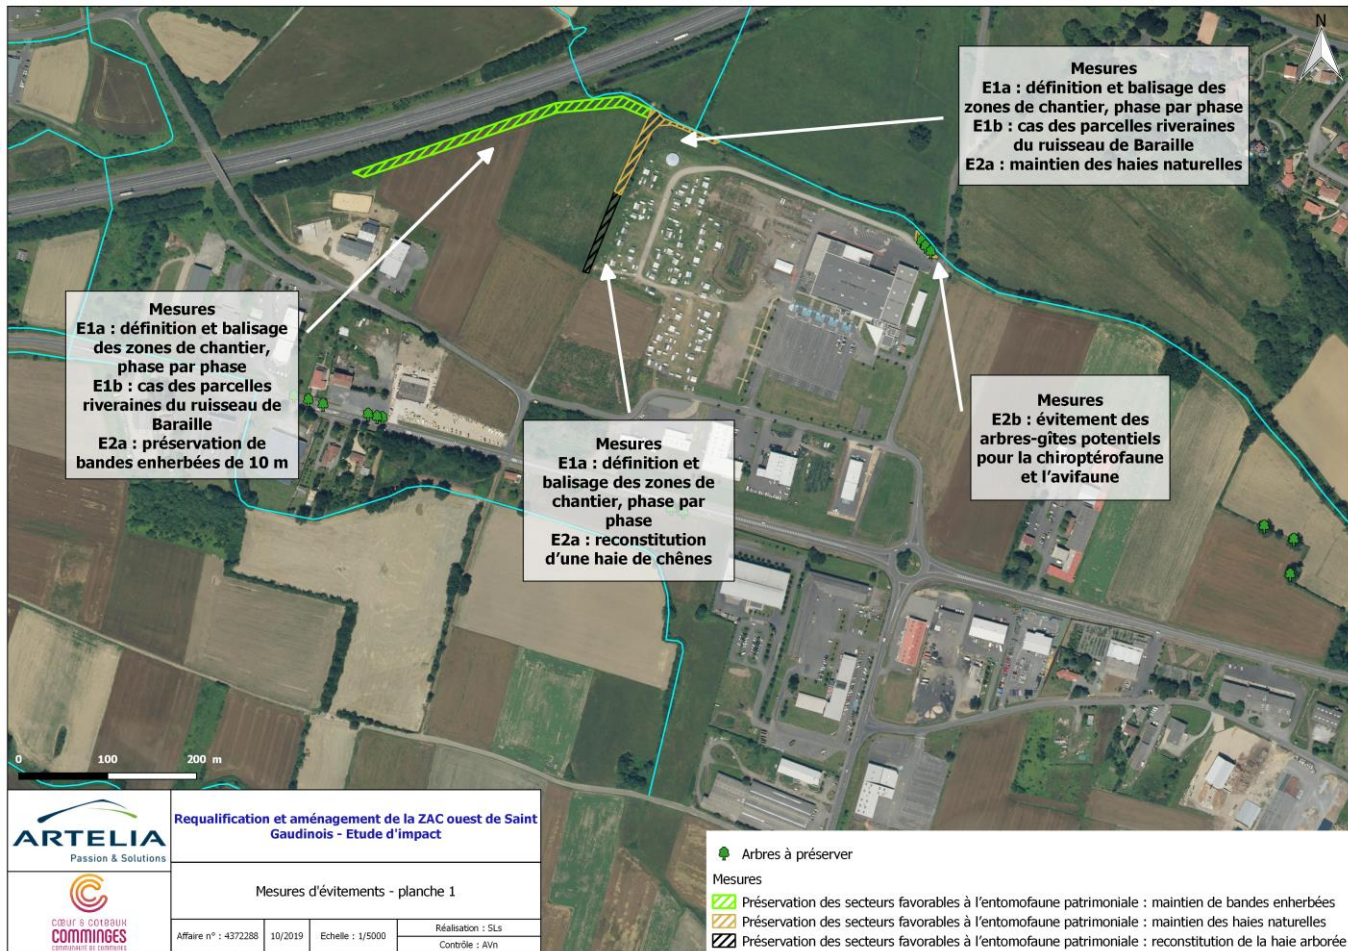 N
Mesures
E1a : définition et balisage des
zones de chantier, phase par phase
E1b : cas des parcelles riveraines
du ruisseau de Baraille
E2a : maintien des haies naturelles
Mesures
E1a : définition et balisage
des zones de chantier,
phase par phase
E1b : cas des parcelles
riveraines du ruisseau de
Baraille
E2a : préservation de
bandes enherbées de 10 m
Mesures
E1a : définition et
balisage des zones de
chantier, phase par
phase
E2a : reconstitution
d'une haie de chênes
Mesures
E2b : évitement des
arbres-gîtes potentiels
pour la chiroptérofaune
et l'avifaune
0 100 200 m
ARTELIA
Passion & Solutions
Requalification et aménagement de la ZAC ouest de Saint
Gaudinois - Etude d'impact
Mesures d'évitements - planche 1
cœur & coteaux
COMMINGES
COMMUNAUTÉ DE COMMUNES
Affaire n° : 4372288
10/2019
Echelle : 1/5000
Réalisation : SLs
Contrôle : AVn
Arbres à préserver
Mesures
Préservation des secteurs favorables à l'entomofaune patrimoniale : maintien de bandes enherbées
Préservation des secteurs favorables à l'entomofaune patrimoniale : maintien des haies naturelles
Préservation des secteurs favorables à l'entomofaune patrimoniale : reconstitution de la haie arborée